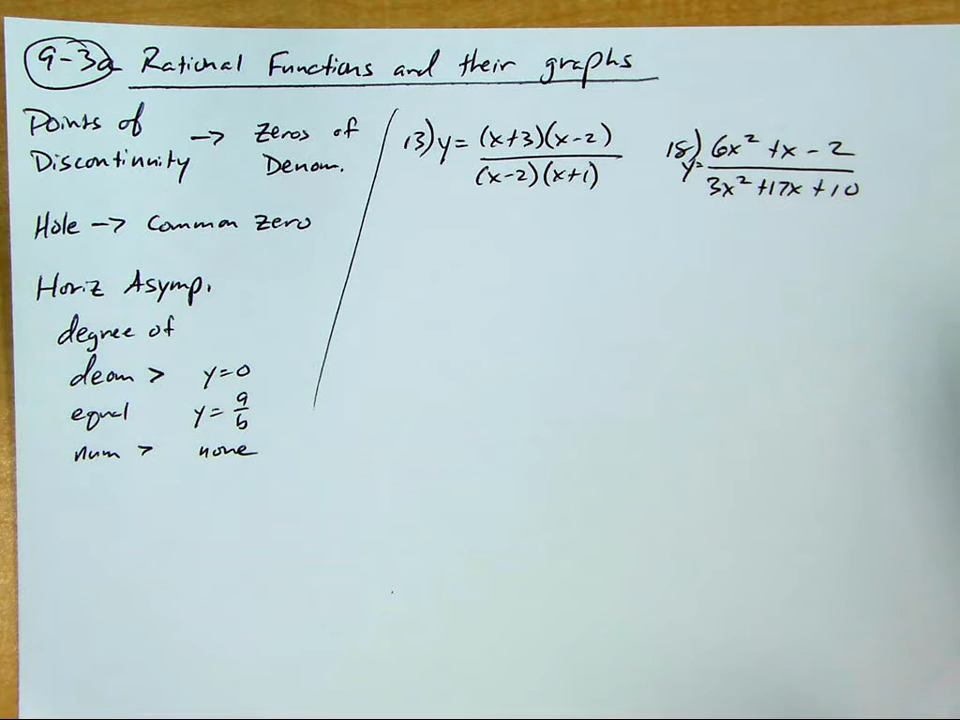 9-3a Rational Functions and their graphs
Points of
Discontinuity → Zeros of
Denom.
Hole → Common Zero
Horiz Asymp.
degree of
deom > y=0
equal y= a/b
num > none
13) y= (x+3)(x-2)
(x-2)(x+1)
18) y= 6x² +x - 2
3x² +17x +10